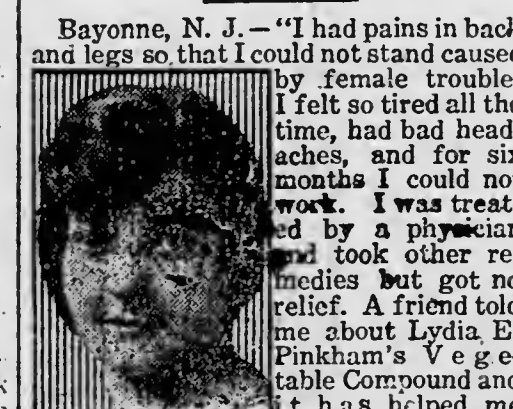 Bayonne, N. J. — "I had pains in back
and legs so that I could not stand caused
by female trouble.
I felt so tired all the
time, had bad head-
aches, and for six
months I could not
work. I was treat-
ed by a physician
and took other re-
medies but got no
relief. A friend told
me about Lydia E.
Pinkham's Vege-
table Compound and
it has helped me